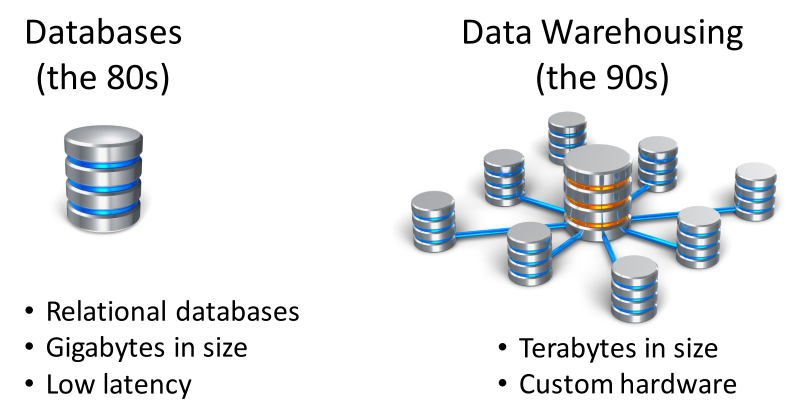 Databases
(the 80s)
• Relational databases
• Gigabytes in size
• Low latency
Data Warehousing
(the 90s)
• Terabytes in size
• Custom hardware